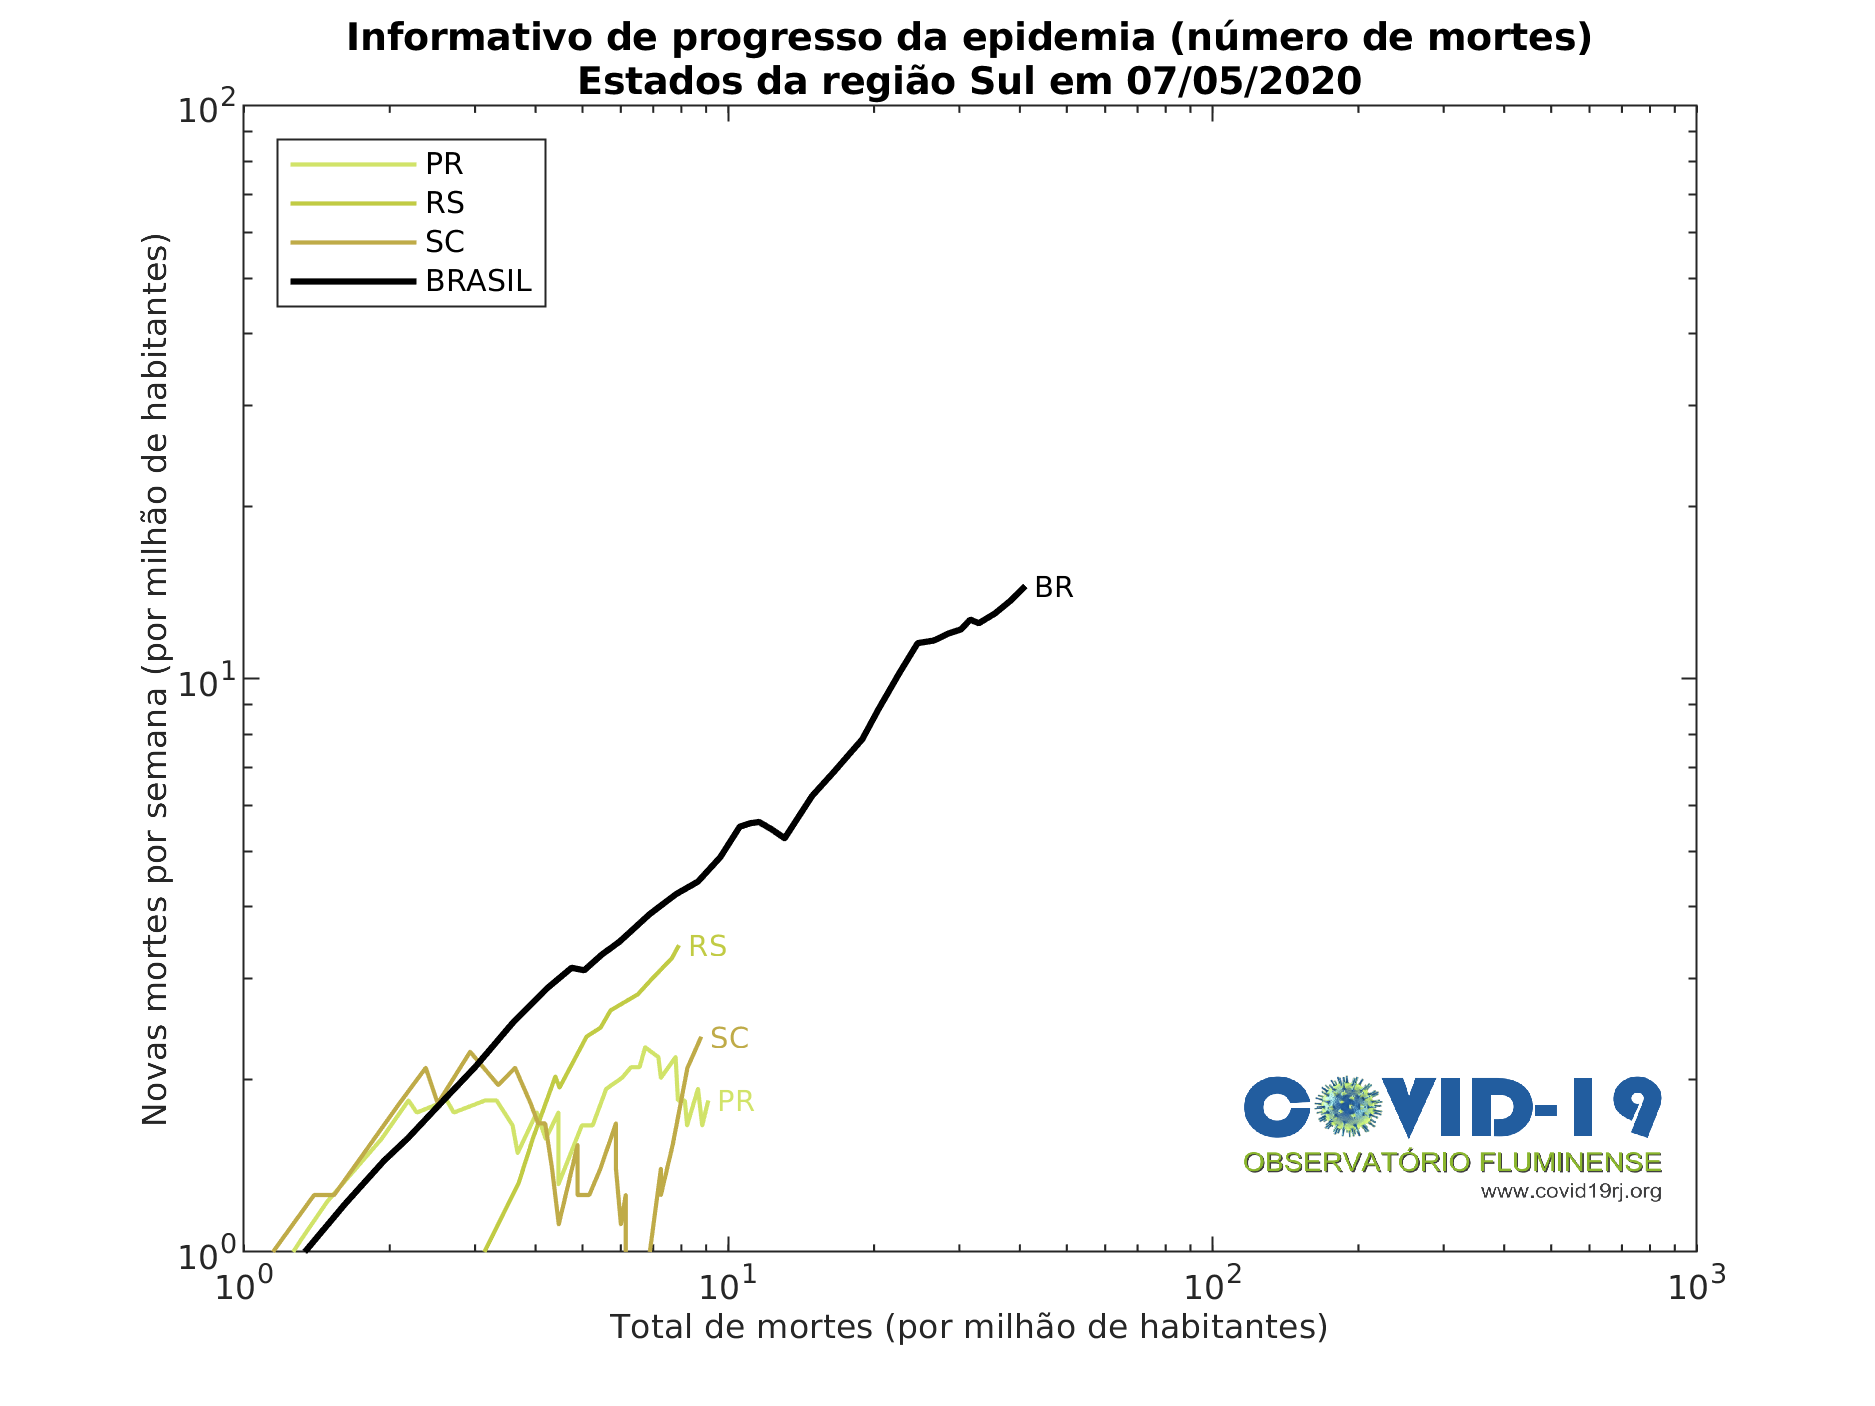 Informativo de progresso da epidemia (número de mortes)
Estados da região Sul em 07/05/2020
10²
PR
RS
SC
BRASIL
BR
10¹
RS
SC
PR
10⁰
10⁰ 10¹ 10² 10³
Novas mortes por semana (por milhão de habitantes)
Total de mortes (por milhão de habitantes)
COVID-19
OBSERVATÓRIO FLUMINENSE
www.covid19rj.org